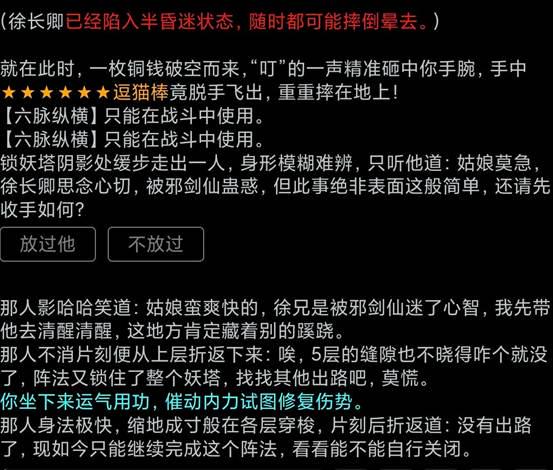 (徐长卿已经陷入半昏迷状态，随时都可能摔倒晕去。)
就在此时，一枚铜钱破空而来，“叮”的一声精准砸中你手腕，手中
★★★★★★逗猫棒竟脱手飞出，重重摔在地上！
【六脉纵横】只能在战斗中使用。
【六脉纵横】只能在战斗中使用。
锁妖塔阴影处缓步走出一人，身形模糊难辨，只听他道：姑娘莫急，
徐长卿思念心切，被邪剑仙蛊惑，但此事绝非表面这般简单，还请先
收手如何？
放过他 不放过
那人影哈哈笑道：姑娘蛮爽快的，徐兄是被邪剑仙迷了心智，我先带
他去清醒清醒，这地方肯定藏着别的蹊跷。
那人不消片刻便从上层折返下来：唉，5层的缝隙也不晓得咋个就没
了，阵法又锁住了整个妖塔，找找其他出路吧，莫慌。
你坐下来运气用功，催动内力试图修复伤势。
那人身法极快，缩地成寸般在各层穿梭，片刻后折返道：没有出路
了，现如今只能继续完成这个阵法，看看能不能自行关闭。